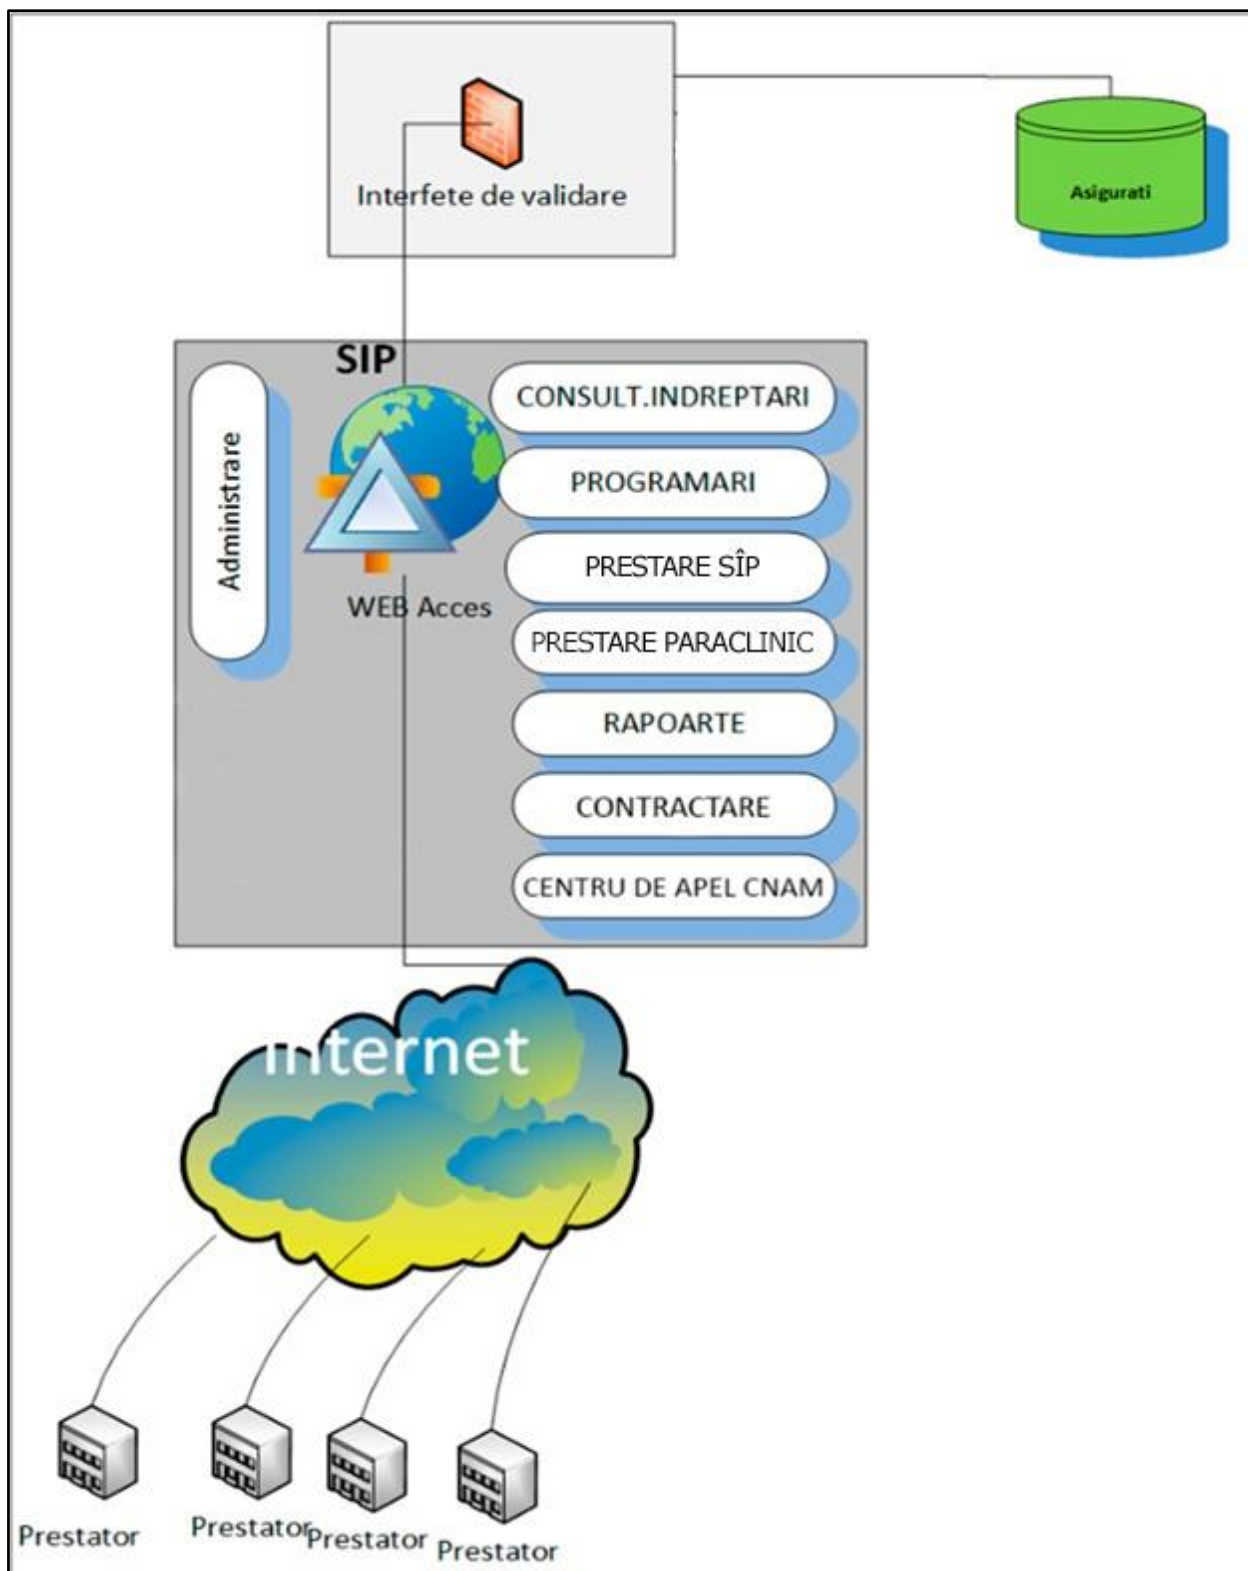 Interfete de validare
Asigurati
SIP
Administrare
WEB Acces
CONSULT.INDREPTARI
PROGRAMARI
PRESTARE SÎP
PRESTARE PARACLINIC
RAPOARTE
CONTRACTARE
CENTRU DE APEL CNAM
Internet
Prestator
Prestator
Prestator
Prestator